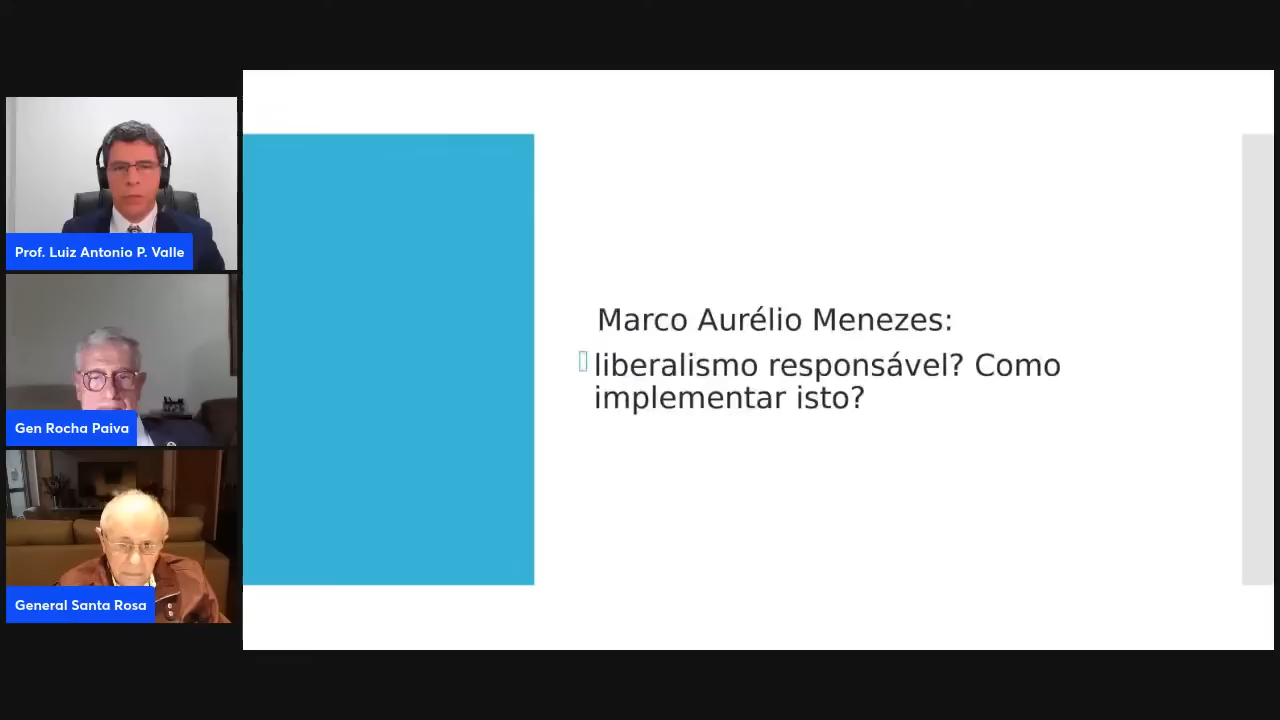 Prof. Luiz Antonio P. Valle
Gen Rocha Paiva
General Santa Rosa
Marco Aurélio Menezes:
liberalismo responsável? Como
implementar isto?